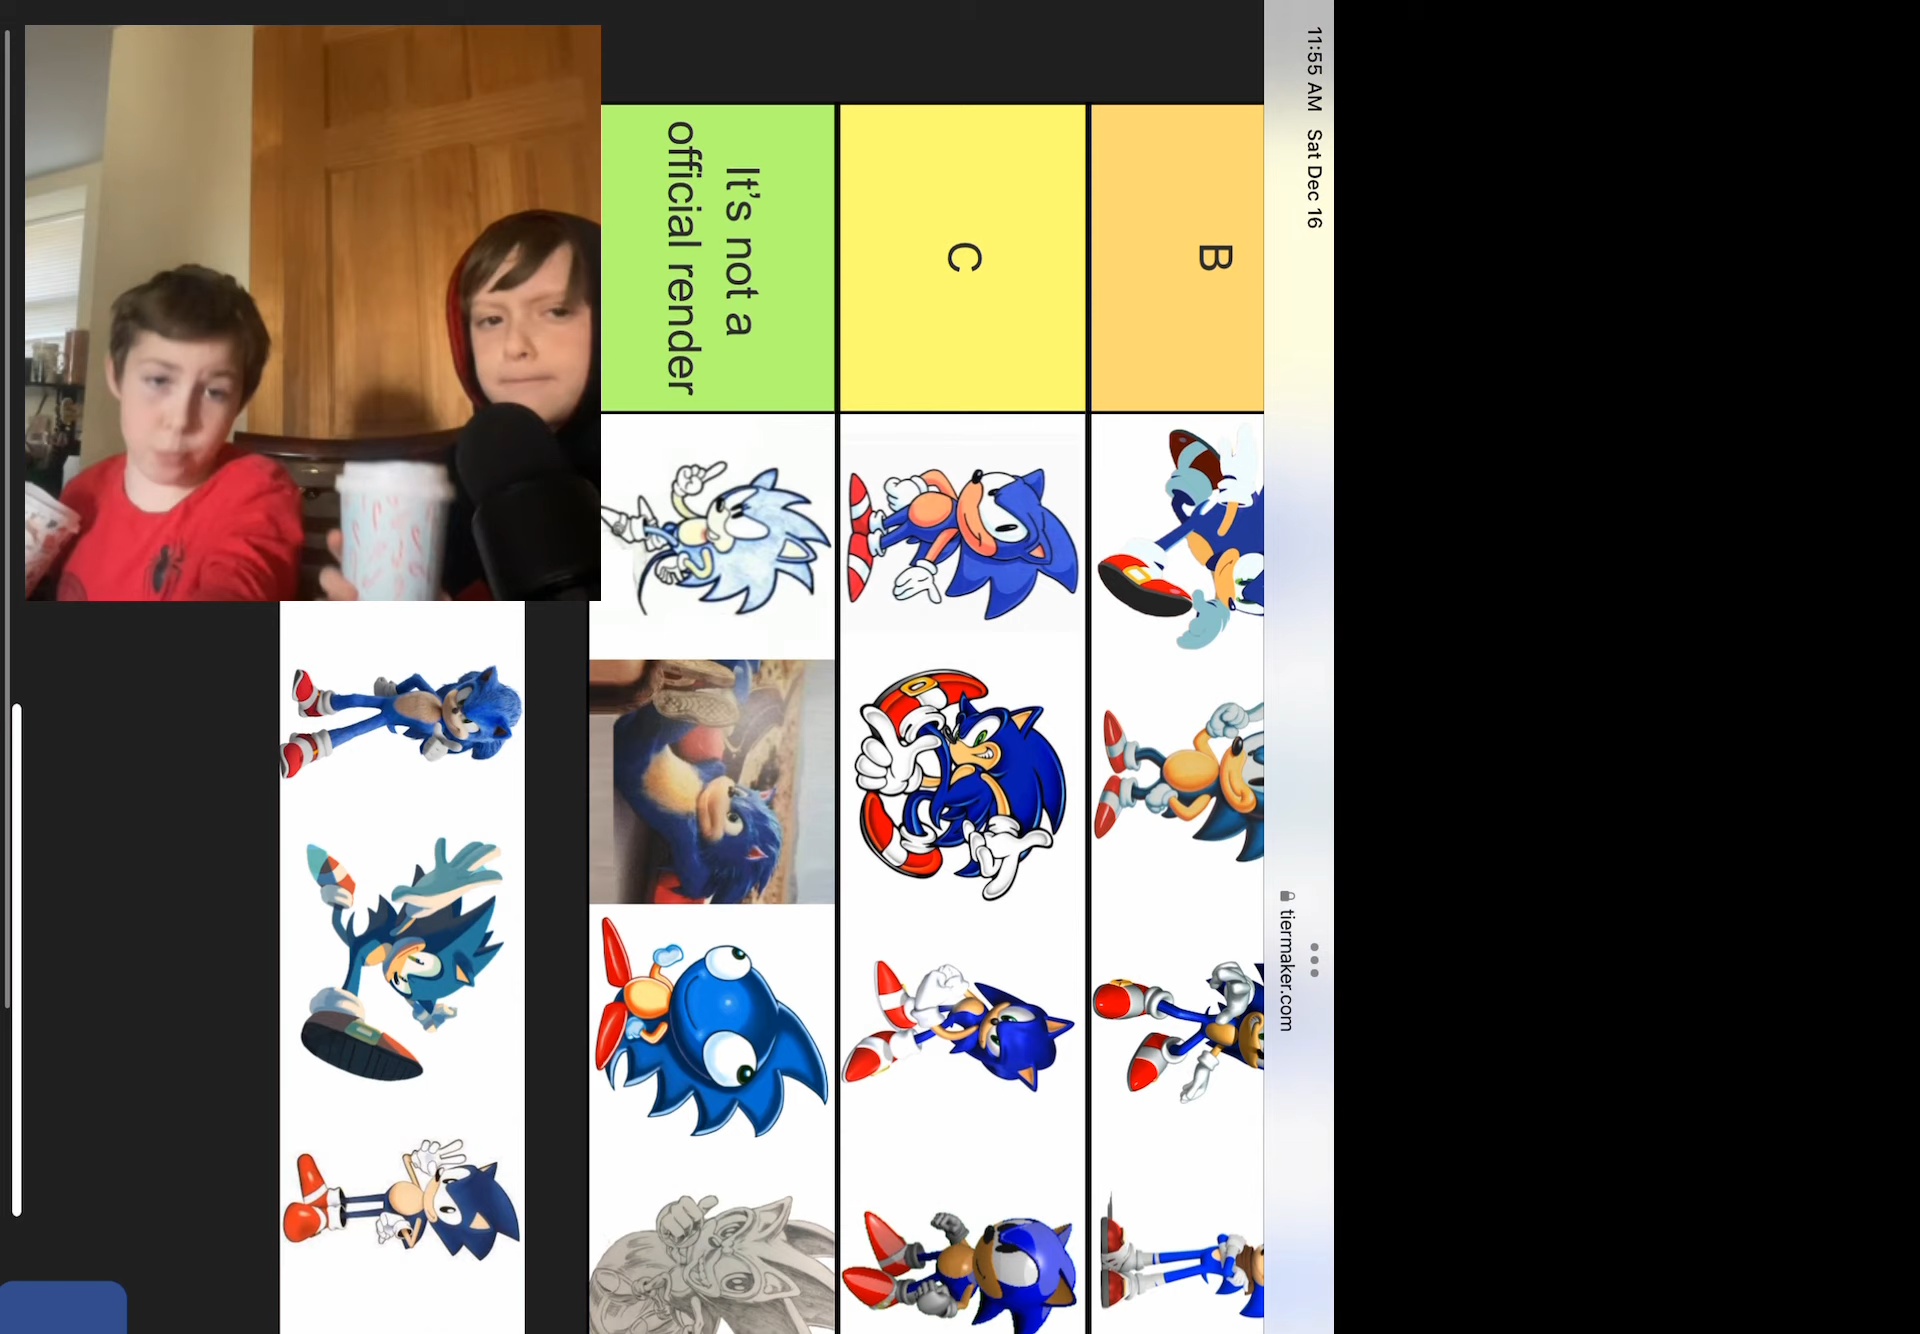 11:55 AM Sat Dec 16
tiermaker.com
B
C
It's not a
official render